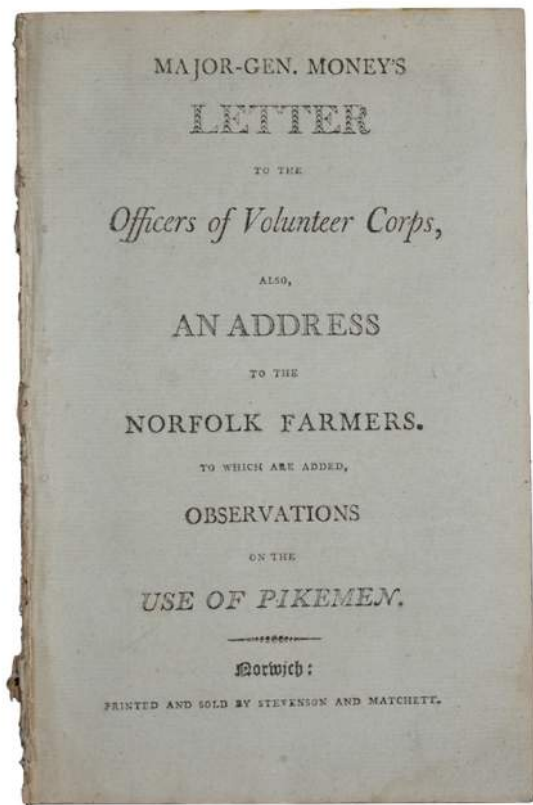 MAJOR-GEN. MONEY'S
LETTER
TO THE
Officers of Volunteer Corps,
ALSO,
AN ADDRESS
TO THE
NORFOLK FARMERS.
TO WHICH ARE ADDED,
OBSERVATIONS
ON THE
USE OF PIKEMEN.
Norwich:
PRINTED AND SOLD BY STEVENSON AND MATCHETT.